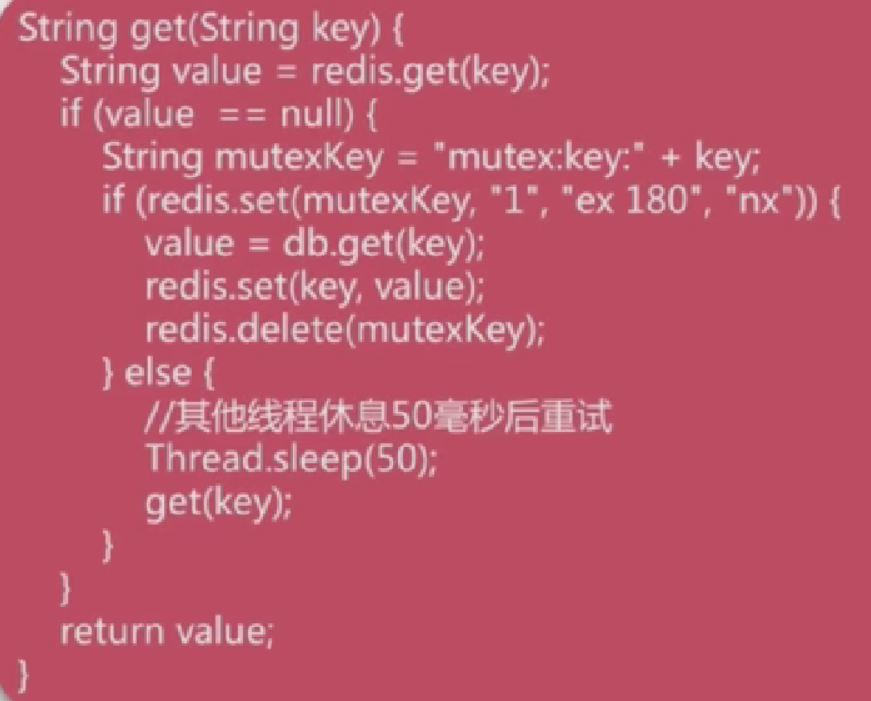 String get(String key) {
String value = redis.get(key);
if (value == null) {
String mutexKey = "mutex:key:" + key;
if (redis.set(mutexKey, "1", "ex 180", "nx")) {
value = db.get(key);
redis.set(key, value);
redis.delete(mutexKey);
} else {
//其他线程休息50毫秒后重试
Thread.sleep(50);
get(key);
}
}
return value;
}